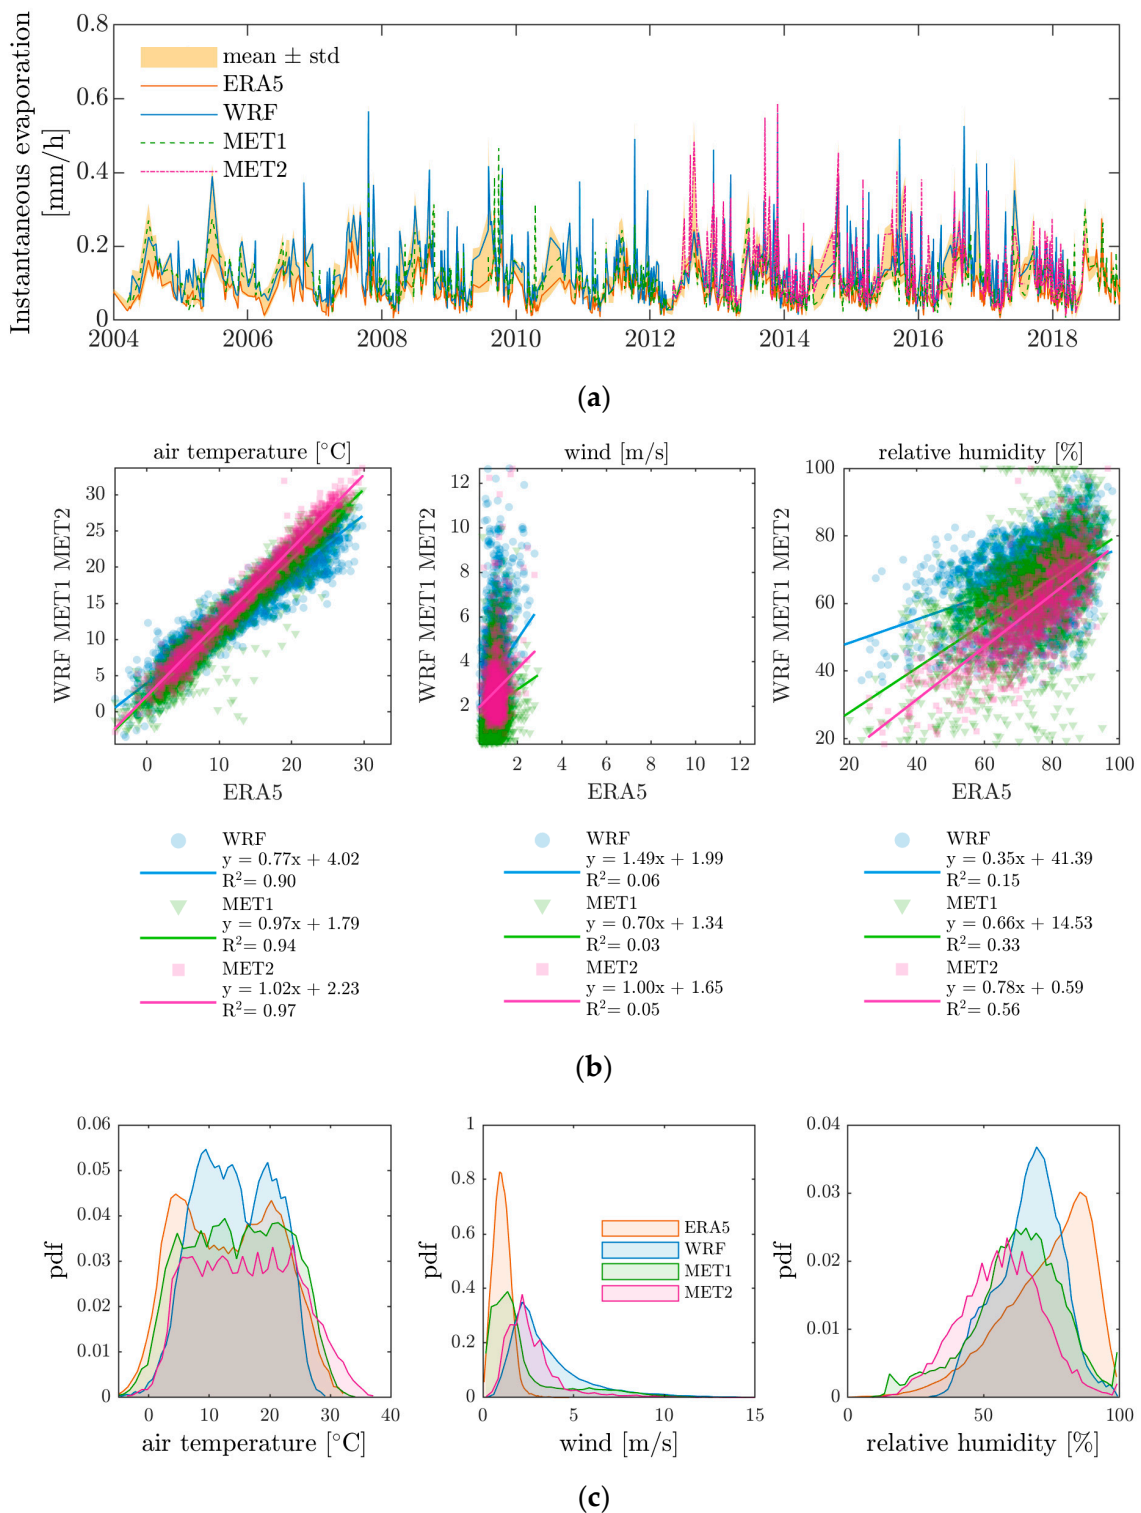 Instantaneous evaporation
[mm/h]
0.8
0.6
0.4
0.2
0
mean ± std
ERA5
WRF
MET1
MET2
2004 2006 2008 2010 2012 2014 2016 2018
(a)
air temperature [°C]
wind [m/s]
relative humidity [%]
WRF MET1 MET2
30
25
20
15
10
5
0
0 10 20 30
ERA5
WRF MET1 MET2
12
10
8
6
4
2
2 4 6 8 10 12
ERA5
WRF MET1 MET2
100
80
60
40
20
20 40 60 80 100
ERA5
WRF
y = 0.77x + 4.02
R²= 0.90
MET1
y = 0.97x + 1.79
R²= 0.94
MET2
y = 1.02x + 2.23
R²= 0.97
WRF
y = 1.49x + 1.99
R²= 0.06
MET1
y = 0.70x + 1.34
R²= 0.03
MET2
y = 1.00x + 1.65
R²= 0.05
WRF
y = 0.35x + 41.39
R²= 0.15
MET1
y = 0.66x + 14.53
R²= 0.33
MET2
y = 0.78x + 0.59
R²= 0.56
(b)
pdf
0.06
0.05
0.04
0.03
0.02
0.01
0
0 10 20 30 40
air temperature [°C]
pdf
1
0.8
0.6
0.4
0.2
0
ERA5
WRF
MET1
MET2
0 5 10 15
wind [m/s]
pdf
0.04
0.03
0.02
0.01
0
0 50 100
relative humidity [%]
(c)